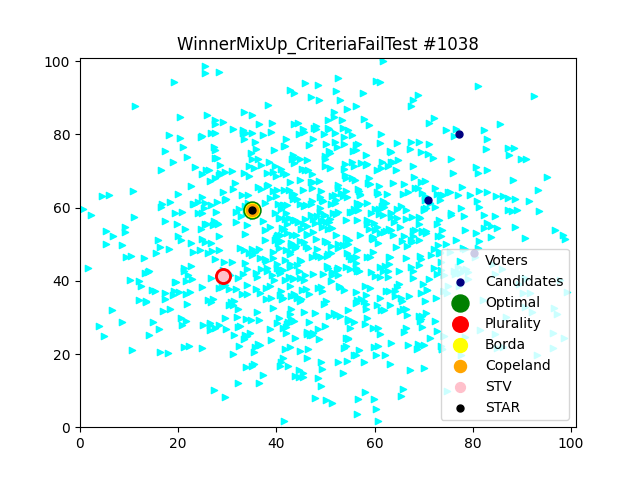 WinnerMixUp_CriteriaFailTest #1038
100
80
60
40
20
0
0 20 40 60 80 100
Voters
Candidates
Optimal
Plurality
Borda
Copeland
STV
STAR